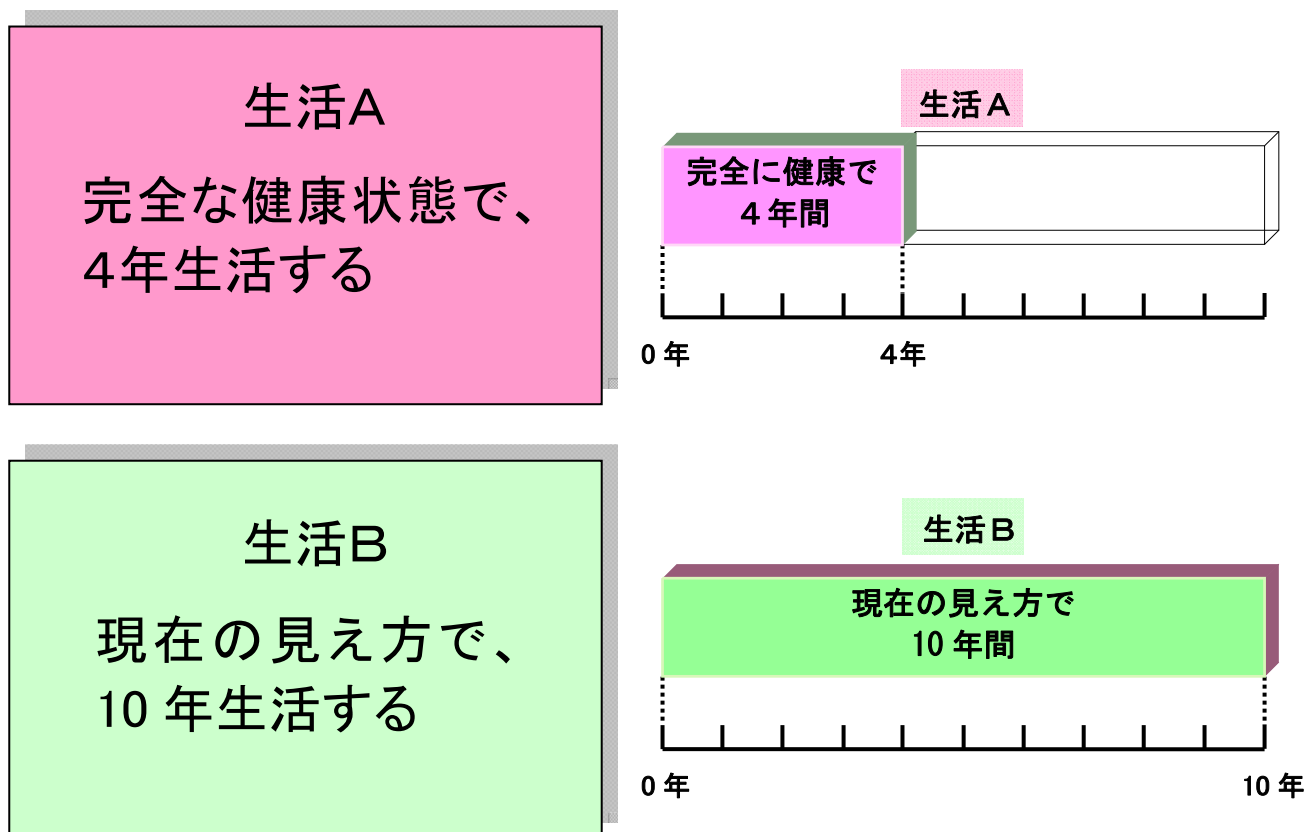 生活A
完全な健康状態で、
4年生活する
生活A
完全に健康で
4年間
0年
4年
生活B
現在の見え方で、
10年生活する
生活B
現在の見え方で
10年間
0年
10年